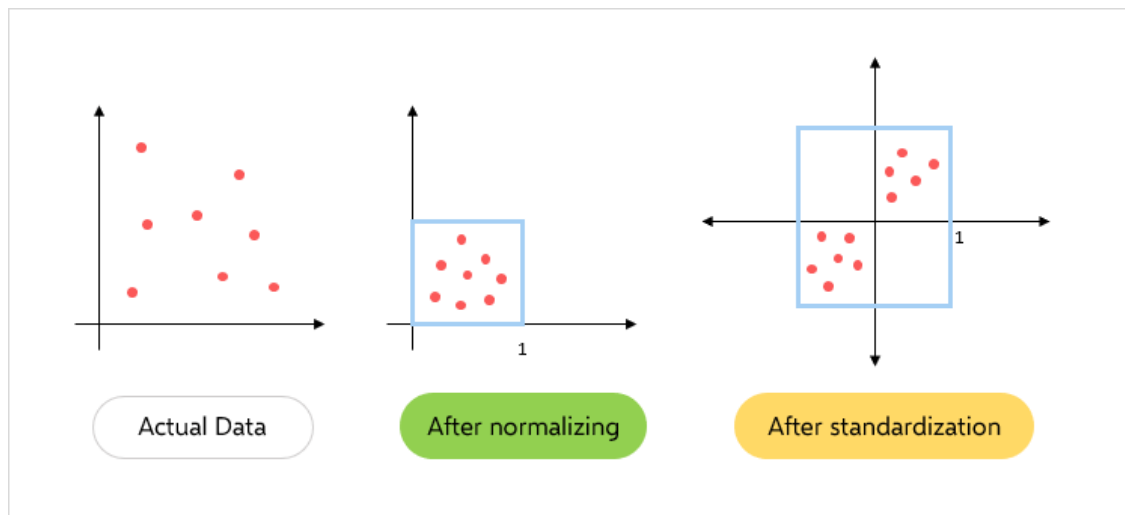 1
1
Actual Data
After normalizing
After standardization